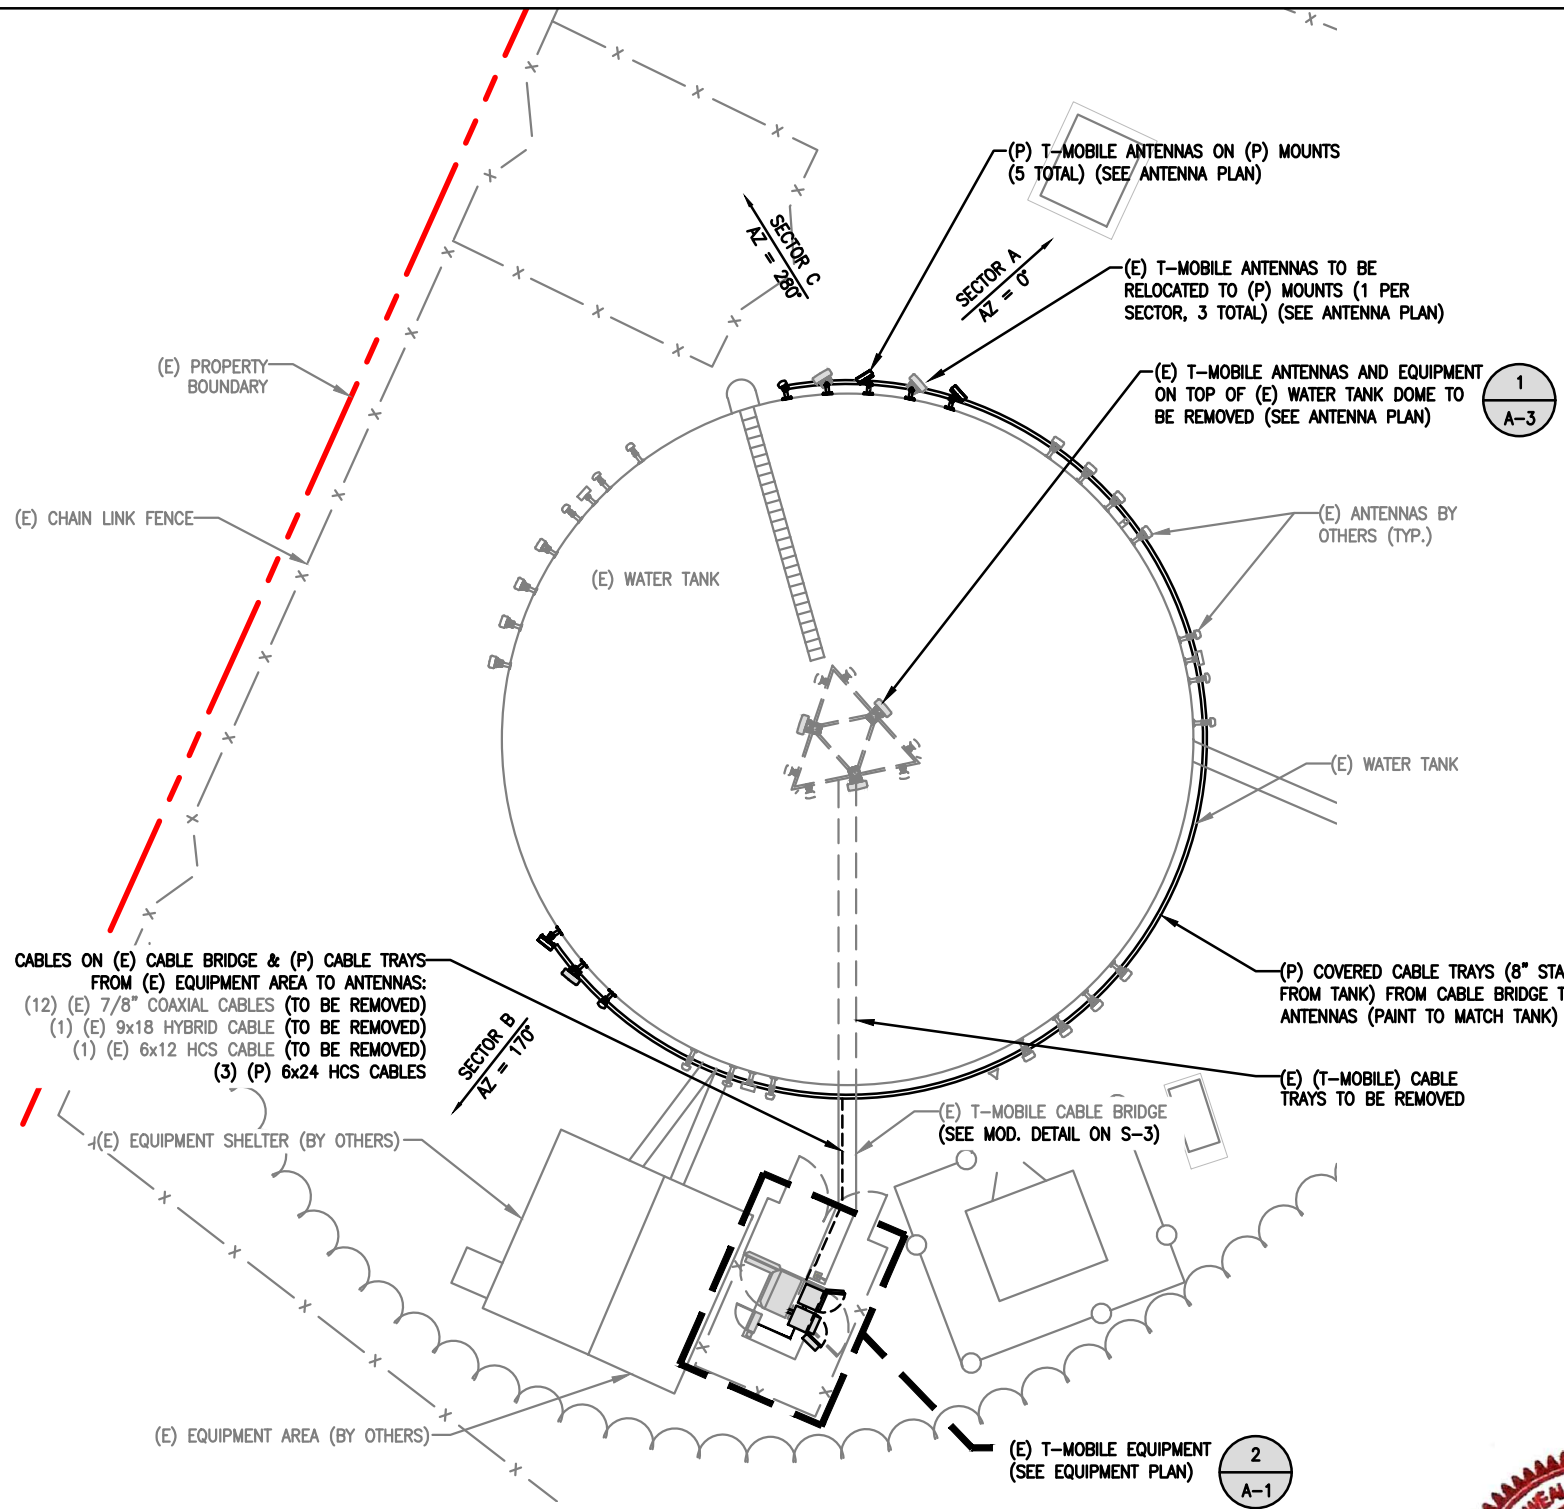 (P) T-MOBILE ANTENNAS ON (P) MOUNTS
(5 TOTAL) (SEE ANTENNA PLAN)
SECTOR C
AZ = 280°
SECTOR A
AZ = 0°
(E) T-MOBILE ANTENNAS TO BE
RELOCATED TO (P) MOUNTS (1 PER
SECTOR, 3 TOTAL) (SEE ANTENNA PLAN)
(E) PROPERTY
BOUNDARY
(E) T-MOBILE ANTENNAS AND EQUIPMENT
ON TOP OF (E) WATER TANK DOME TO
BE REMOVED (SEE ANTENNA PLAN)
1
A-3
(E) CHAIN LINK FENCE
(E) ANTENNAS BY
OTHERS (TYP.)
(E) WATER TANK
(E) WATER TANK
CABLES ON (E) CABLE BRIDGE & (P) CABLE TRAYS
FROM (E) EQUIPMENT AREA TO ANTENNAS:
(12) (E) 7/8" COAXIAL CABLES (TO BE REMOVED)
(1) (E) 9x18 HYBRID CABLE (TO BE REMOVED)
(1) (E) 6x12 HCS CABLE (TO BE REMOVED)
(3) (P) 6x24 HCS CABLES
(P) COVERED CABLE TRAYS (8" STA
FROM TANK) FROM CABLE BRIDGE T
ANTENNAS (PAINT TO MATCH TANK)
SECTOR B
AZ = 170°
(E) (T-MOBILE) CABLE
TRAYS TO BE REMOVED
(E) T-MOBILE CABLE BRIDGE
(SEE MOD. DETAIL ON S-3)
(E) EQUIPMENT SHELTER (BY OTHERS)
(E) EQUIPMENT AREA (BY OTHERS)
(E) T-MOBILE EQUIPMENT
(SEE EQUIPMENT PLAN)
2
A-1